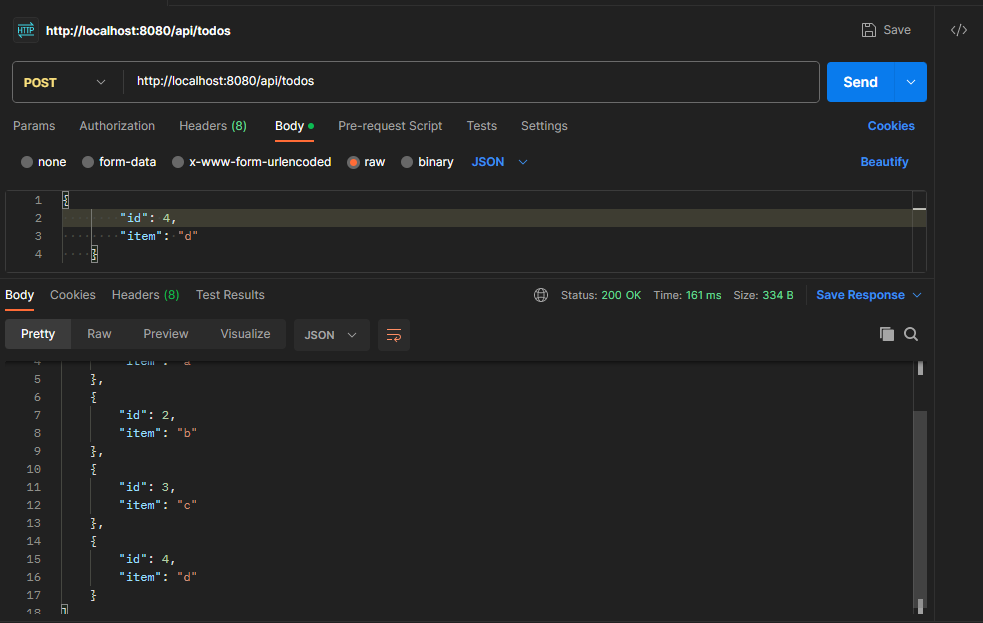 HTTP http://localhost:8080/api/todos Save </>
POST http://localhost:8080/api/todos Send
Params Authorization Headers (8) Body Pre-request Script Tests Settings Cookies
none form-data x-www-form-urlencoded raw binary JSON Beautify
1 {
2 "id": 4,
3 "item": "d"
4 }
Body Cookies Headers (8) Test Results Status: 200 OK Time: 161 ms Size: 334 B Save Response
Pretty Raw Preview Visualize JSON
4 "item": "a"
5 },
6 {
7 "id": 2,
8 "item": "b"
9 },
10 {
11 "id": 3,
12 "item": "c"
13 },
14 {
15 "id": 4,
16 "item": "d"
17 }
18 ]